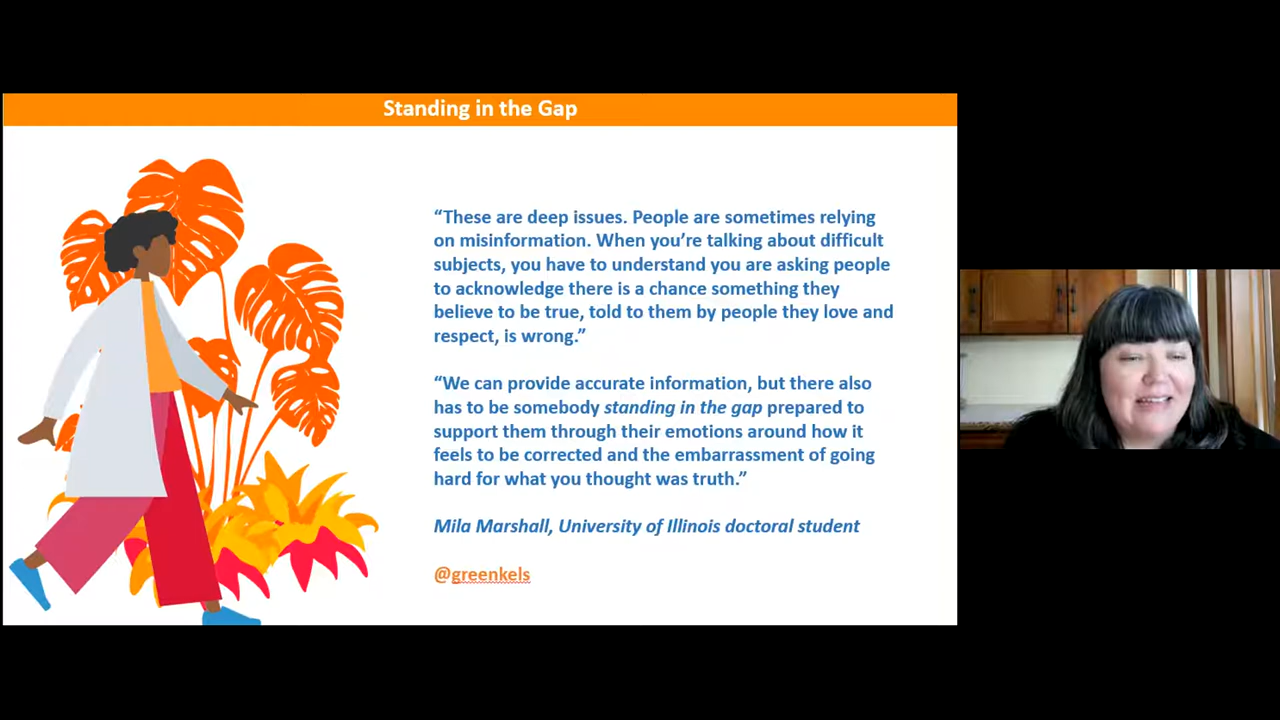 Standing in the Gap
“These are deep issues. People are sometimes relying
on misinformation. When you’re talking about difficult
subjects, you have to understand you are asking people
to acknowledge there is a chance something they
believe to be true, told to them by people they love and
respect, is wrong.”
“We can provide accurate information, but there also
has to be somebody standing in the gap prepared to
support them through their emotions around how it
feels to be corrected and the embarrassment of going
hard for what you thought was truth.”
Mila Marshall, University of Illinois doctoral student
@greenkels